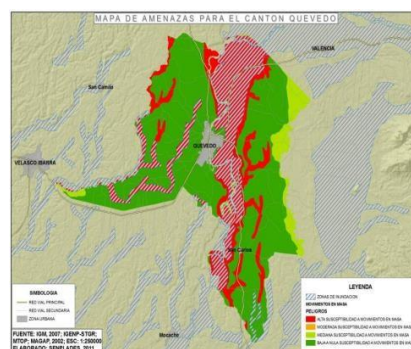 MAPA DE AMENAZAS PARA EL CANTON QUEVEDO
VALENCIA
San Camilo
VELASCO IBARRA
QUEVEDO
San Carlos
Mocache
SIMBOLOGIA
RED VIAL PRINCIPAL
RED VIAL SECUNDARIA
ZONA URBANA
FUENTE: IGM, 2007; IGEPN-STGR;
MTOP; MAGAP, 2002; ESC: 1:250000
ELABORADO: SENPLADES, 2011
LEYENDA
ZONAS DE INUNDACION
MOVIMIENTOS EN MASA
PELIGROS
ALTA SUSCEPTIBILIDAD A MOVIMIENTOS EN MASA
MODERADA SUSCEPTIBILIDAD A MOVIMIENTOS EN MASA
MEDIANA SUSCEPTIBILIDAD A MOVIMIENTOS EN MASA
BAJA A NULA SUSCEPTIBILIDAD A MOVIMIENTOS EN MASA